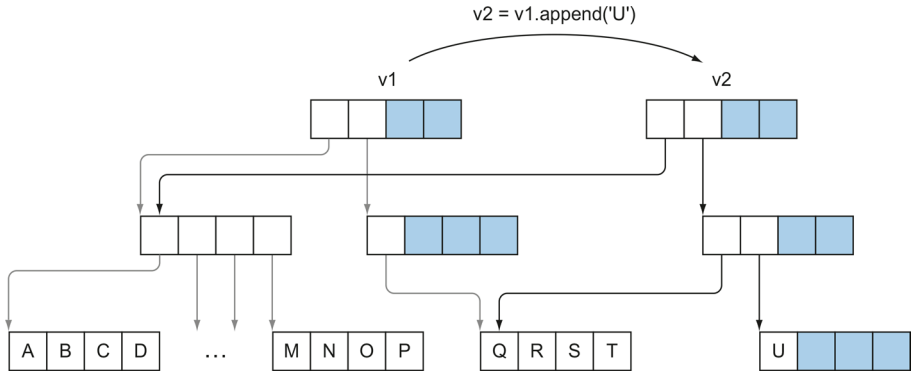 v2 = v1.append('U')
v1
v2
A B C D ... M N O P Q R S T U